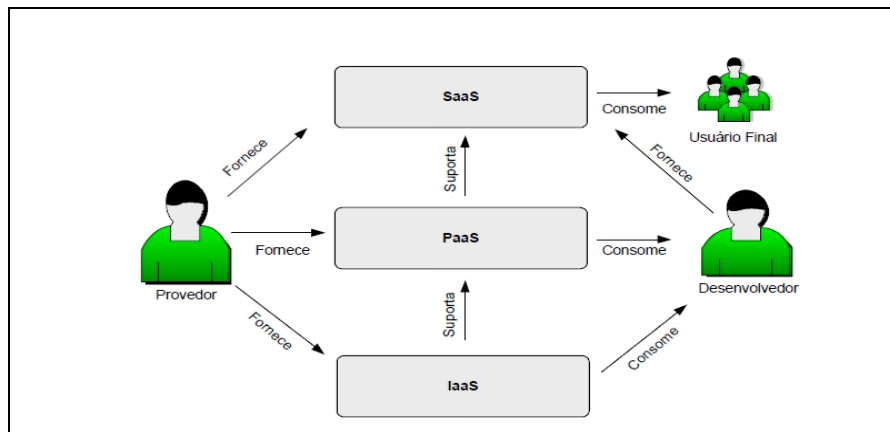 SaaS
Consome
Usuário Final
Fornece
Suporta
Fornece
Provedor
Fornece
PaaS
Consome
Desenvolvedor
Fornece
Suporta
Consome
IaaS